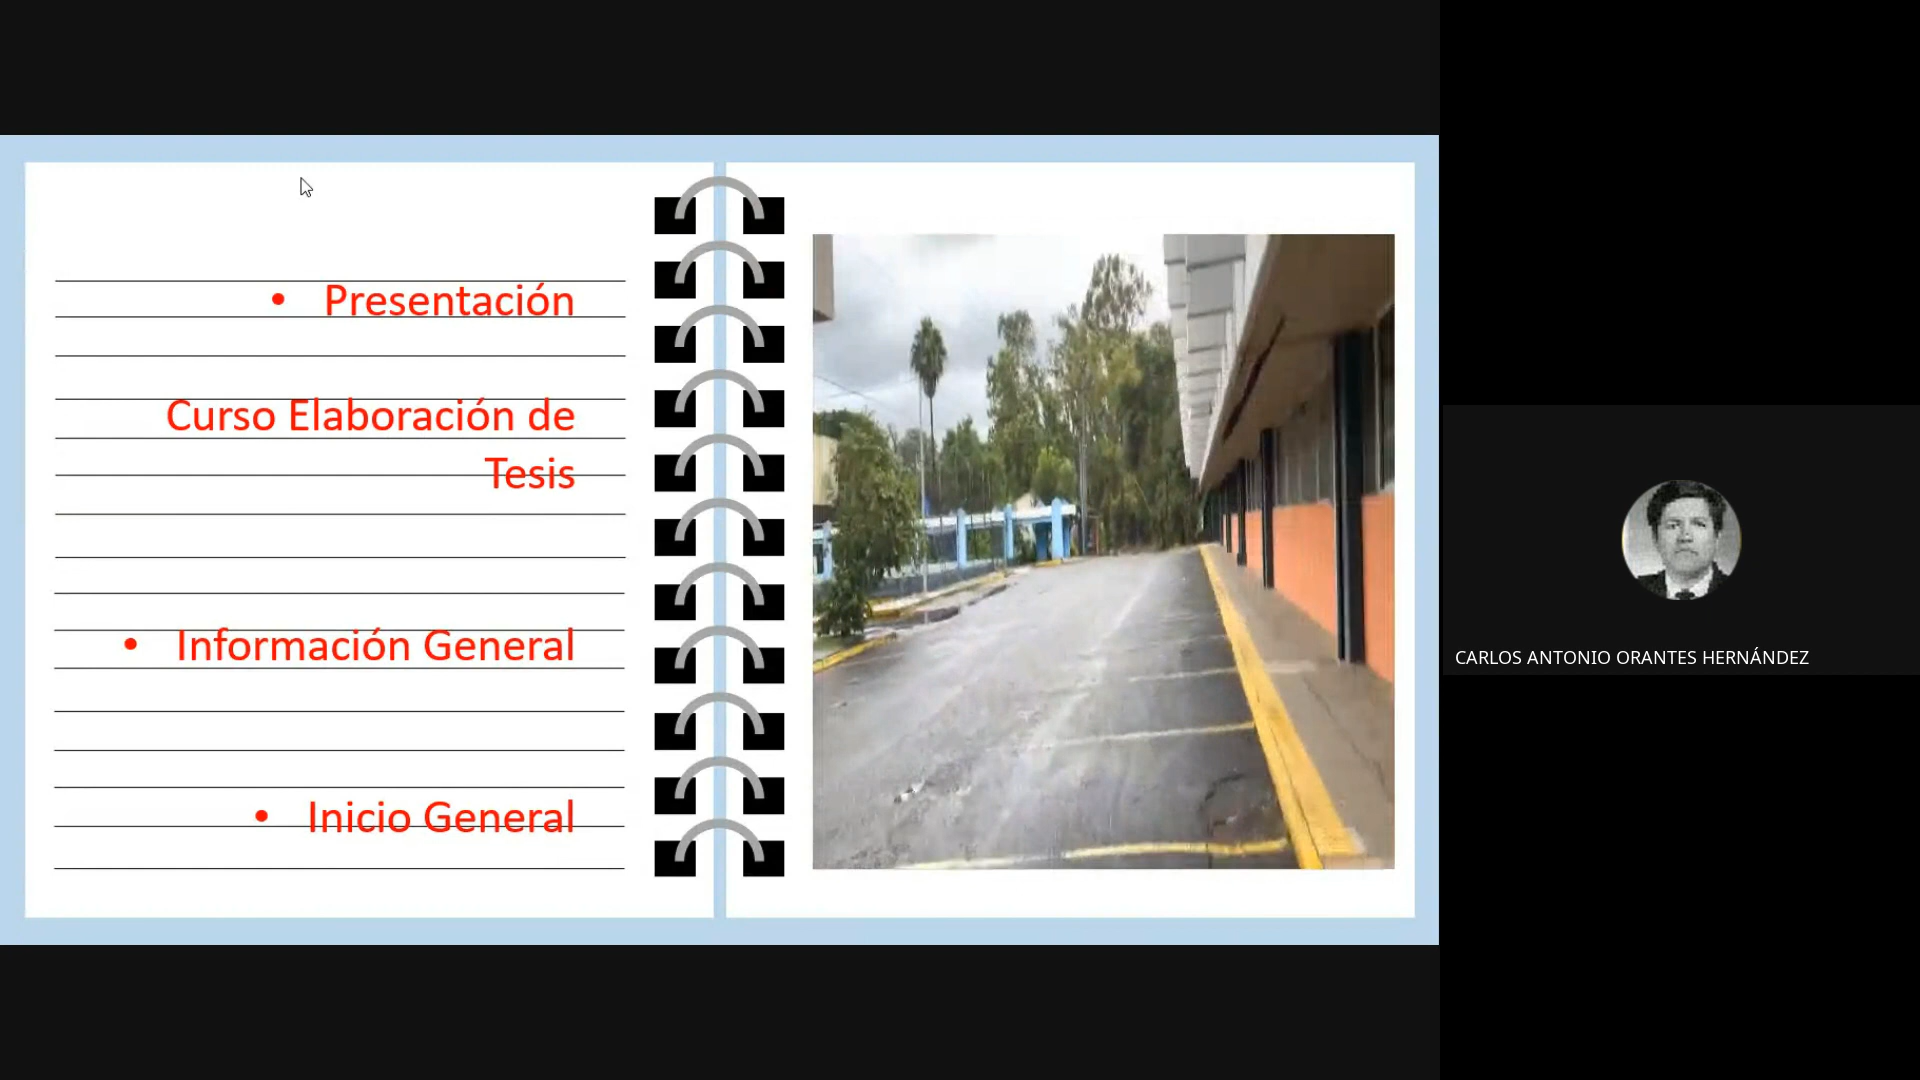 • Presentación
Curso Elaboración de
Tesis
• Información General
• Inicio General
CARLOS ANTONIO ORANTES HERNÁNDEZ